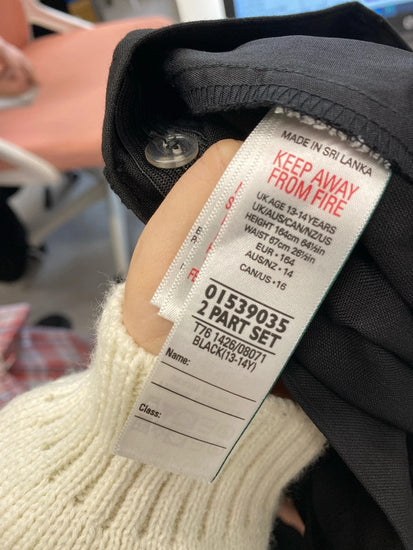 MADE IN SRI LANKA
KEEP AWAY
FROM FIRE
UK AGE 13-14 YEARS
UK/AUS/CAN/NZ/US
HEIGHT 164cm 64½in
WAIST 67cm 26½in
EUR • 164
AUS/NZ • 14
CAN/US • 16
01539035
2 PART SET
T76 1426/08071
BLACK(13-14Y)
Name:
Class: